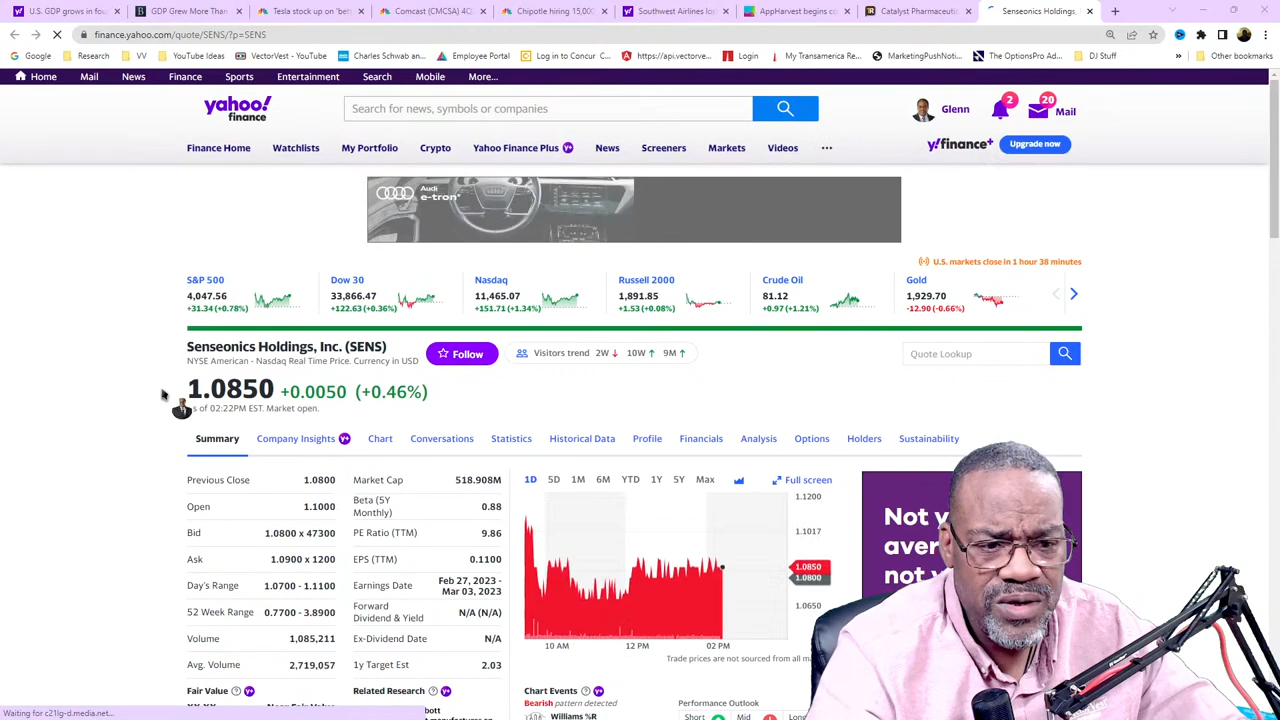 U.S. GDP grows in fou
GDP Grew More Than
Tesla stock up on 'bett
Comcast (CMCSA) 4Q
Chipotle hiring 15,000
Southwest Airlines lo
AppHarvest begins co
Catalyst Pharmaceutic
Senseonics Holdings,
finance.yahoo.com/quote/SENS/?p=SENS
Google
Research
VV
YouTube Ideas
VectorVest - YouTube
Charles Schwab an...
Employee Portal
Log in to Concur C...
https://api.vectorve...
Login
My Transamerica Re...
MarketingPushNoti...
The OptionsPro Ad...
DJ Stuff
»
Other bookmarks
Home
Mail
News
Finance
Sports
Entertainment
Search
Mobile
More...
yahoo!
finance
Search for news, symbols or companies
Glenn
2
20
Mail
Finance Home
Watchlists
My Portfolio
Crypto
Yahoo Finance Plus
News
Screeners
Markets
Videos
...
y!finance+
Upgrade now
Audi
e-tron
U.S. markets close in 1 hour 38 minutes
S&P 500
4,047.56
+31.34 (+0.78%)
Dow 30
33,866.47
+122.63 (+0.36%)
Nasdaq
11,465.07
+151.71 (+1.34%)
Russell 2000
1,891.85
+1.53 (+0.08%)
Crude Oil
81.12
+0.97 (+1.21%)
Gold
1,929.70
-12.90 (-0.66%)
Senseonics Holdings, Inc. (SENS)
NYSE American - Nasdaq Real Time Price. Currency in USD
Follow
Visitors trend 2W ↓ 10W ↑ 9M ↑
Quote Lookup
1.0850 +0.0050 (+0.46%)
s of 02:22PM EST. Market open.
Summary
Company Insights
Chart
Conversations
Statistics
Historical Data
Profile
Financials
Analysis
Options
Holders
Sustainability
Previous Close 1.0800
Open 1.1000
Bid 1.0800 x 47300
Ask 1.0900 x 1200
Day's Range 1.0700 - 1.1100
52 Week Range 0.7700 - 3.8900
Volume 1,085,211
Avg. Volume 2,719,057
Market Cap 518.908M
Beta (5Y
Monthly) 0.88
PE Ratio (TTM) 9.86
EPS (TTM) 0.1100
Earnings Date Feb 27, 2023 -
Mar 03, 2023
Forward
Dividend & Yield N/A (N/A)
Ex-Dividend Date N/A
1y Target Est 2.03
1D 5D 1M 6M YTD 1Y 5Y Max
Full screen
1.1200
1.1017
1.0850
1.0800
1.0650
10 AM 12 PM 02 PM
Trade prices are not sourced from all m
Not y
aver
not y
Fair Value
Related Research
bott
Chart Events
Bearish pattern detected
Williams %R
Performance Outlook
Short
Mid
Waiting for c21lg-d.media.net...